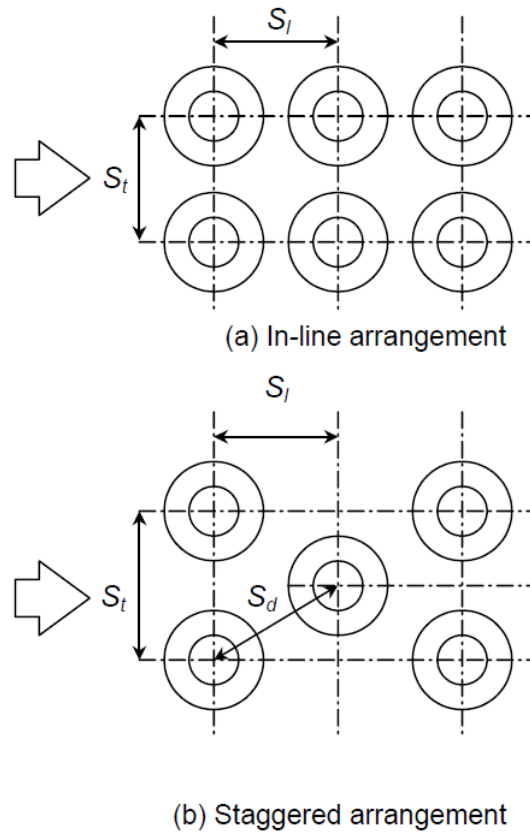 S_l
S_t
(a) In-line arrangement
S_l
S_t
S_d
(b) Staggered arrangement